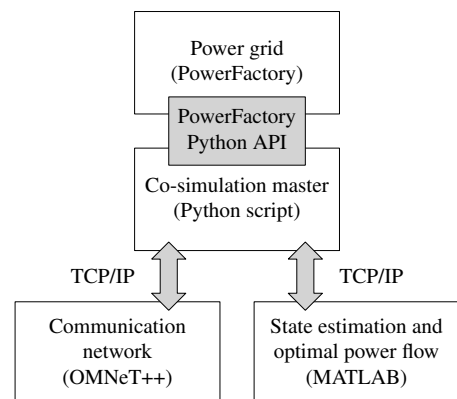 Power grid
(PowerFactory)
PowerFactory
Python API
Co-simulation master
(Python script)
TCP/IP
TCP/IP
Communication
network
(OMNeT++)
State estimation and
optimal power flow
(MATLAB)